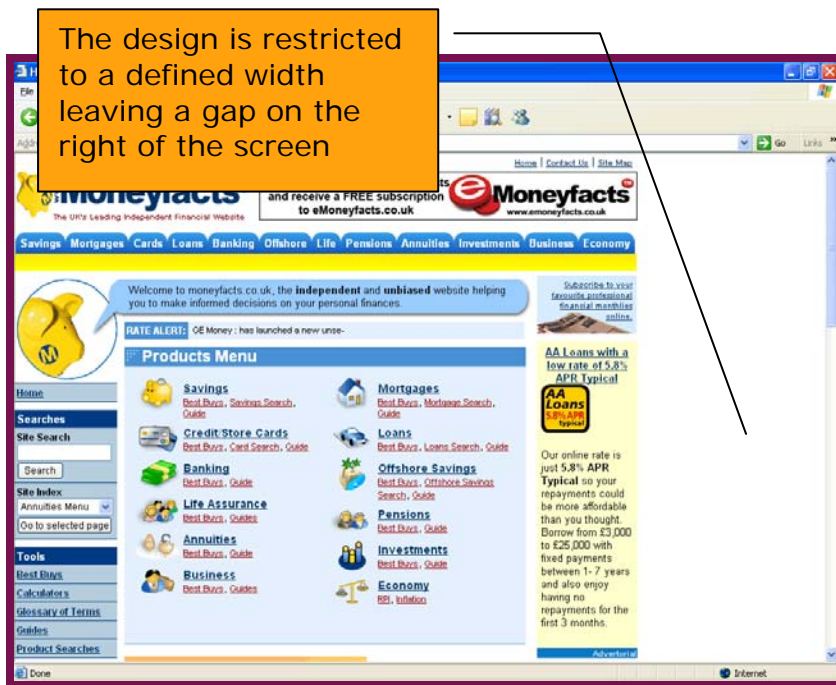 The design is restricted
to a defined width
leaving a gap on the
right of the screen
H
File
Addr
Go
Links »
Home | Contact Us | Site Map
Moneyfacts
The UK's Leading Independent Financial Website
and receive a FREE subscription
to eMoneyfacts.co.uk
Moneyfacts
www.emoneyfacts.co.uk
Savings Mortgages Cards Loans Banking Offshore Life Pensions Annuities Investments Business Economy
Welcome to moneyfacts.co.uk, the independent and unbiased website helping
you to make informed decisions on your personal finances.
RATE ALERT: GE Money : has launched a new unse-
M
Home
Searches
Site Search
Search
Site Index
Annuities Menu
Go to selected page
Tools
Best Buys
Calculators
Glossary of Terms
Guides
Product Searches
Products Menu
Savings
Best Buys, Savings Search,
Guide
Credit/Store Cards
Best Buys, Card Search, Guide
Banking
Best Buys, Guide
Life Assurance
Best Buys, Guides
Annuities
Best Buys, Guide
Business
Best Buys, Guides
Mortgages
Best Buys, Mortgage Search,
Guide
Loans
Best Buys, Loans Search, Guide
Offshore Savings
Best Buys, Offshore Savings
Search, Guide
Pensions
Best Buys, Guide
Investments
Best Buys, Guide
Economy
RPI, Inflation
Subscribe to your
favourite professional
financial monthlies
online.
AA Loans with a
low rate of 5.8%
APR Typical
AA
Loans
5.8% APR
typical
Our online rate is
just 5.8% APR
Typical so your
repayments could
be more affordable
than you thought.
Borrow from £3,000
to £25,000 with
fixed payments
between 1- 7 years
and also enjoy
having no
repayments for the
first 3 months.
Advertorial
Done
Internet